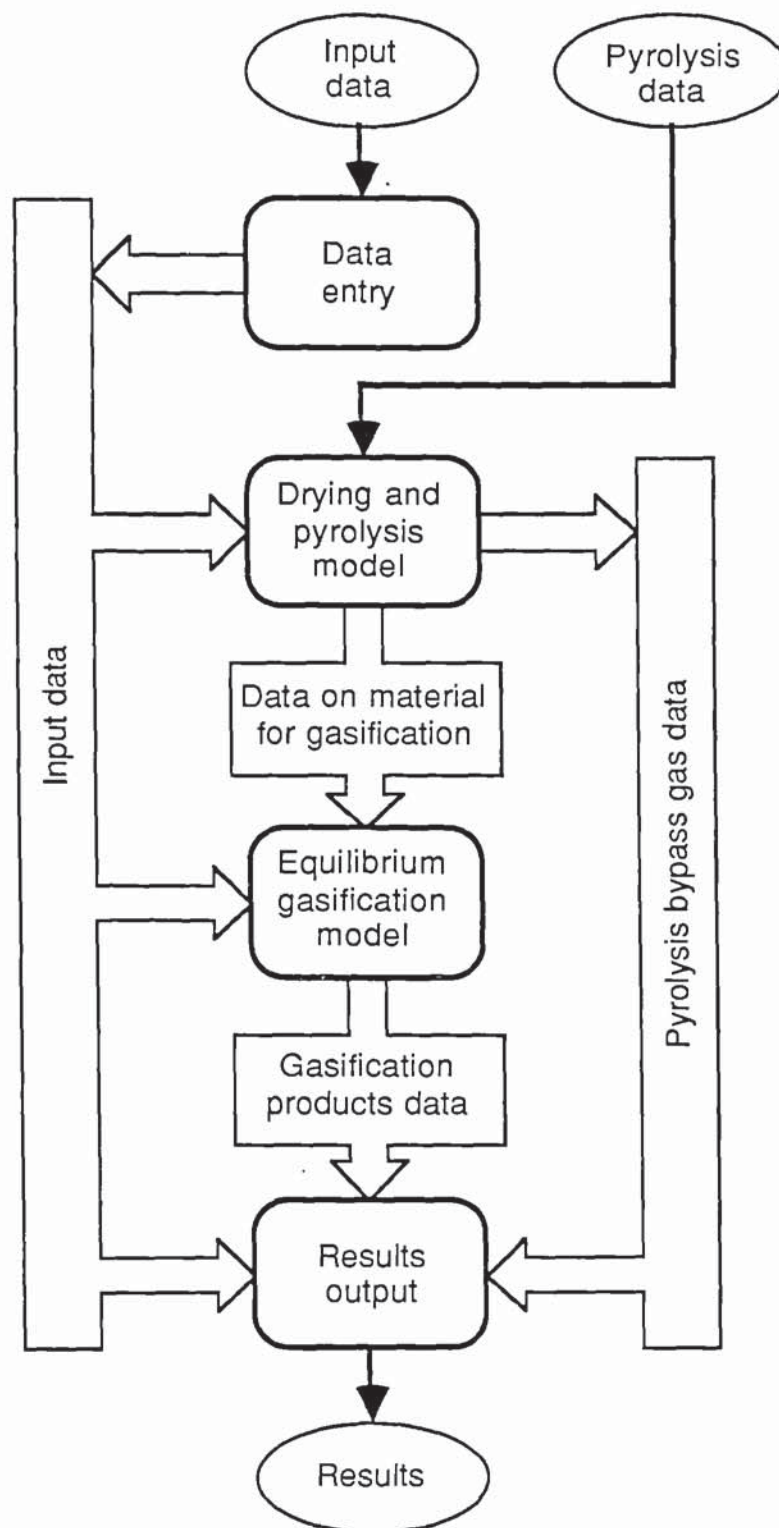 Input
data
Pyrolysis
data
Data
entry
Drying and
pyrolysis
model
Input data
Data on material
for gasification
Pyrolysis bypass gas data
Equilibrium
gasification
model
Gasification
products data
Results
output
Results